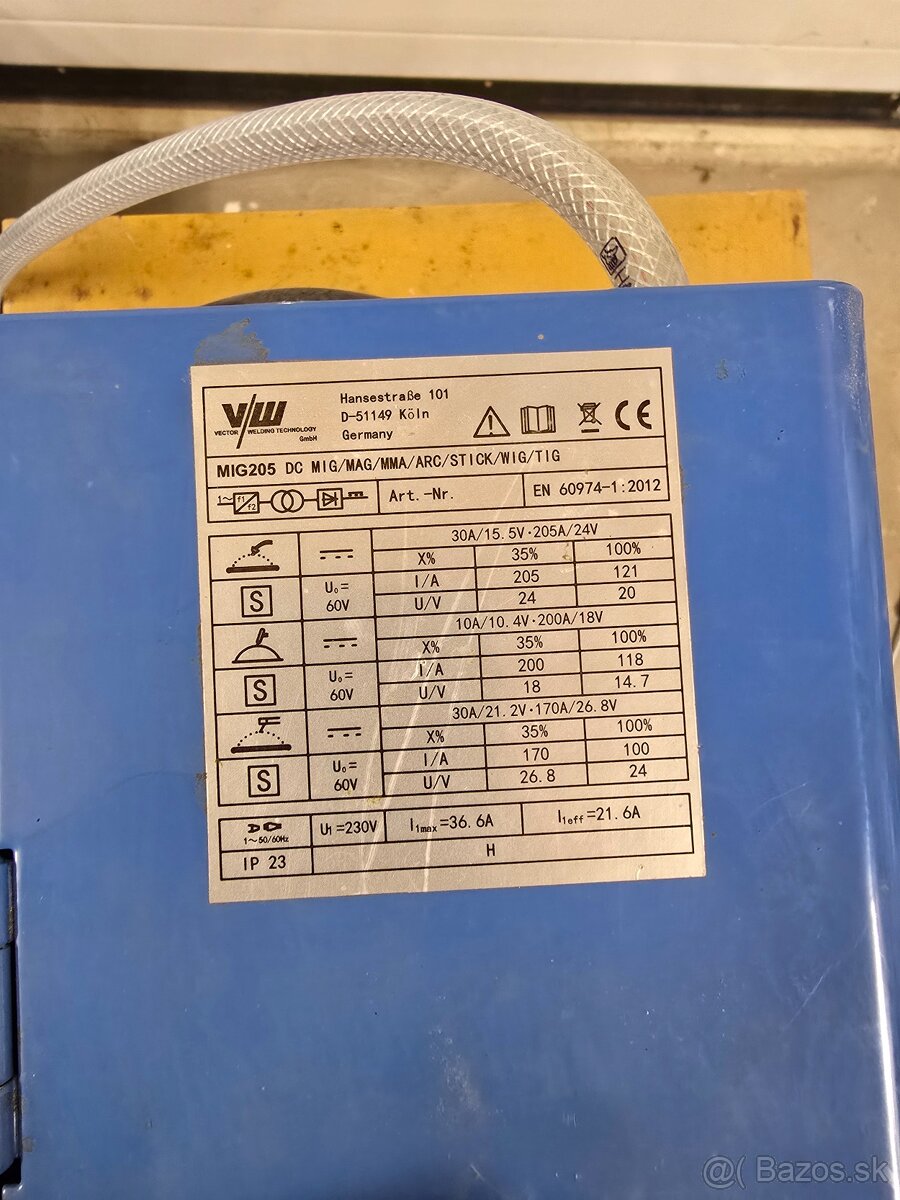 VW
VECTOR WELDING TECHNOLOGY
GmbH
Hansestraße 101
D-51149 Köln
Germany
CE
MIG205 DC MIG/MAG/MMA/ARC/STICK/WIG/TIG
1~ f1 f2
Art.-Nr.
EN 60974-1:2012
30A/15.5V·205A/24V
X% 35% 100%
I/A 205 121
S U₀=60V U/V 24 20
10A/10.4V·200A/18V
X% 35% 100%
I/A 200 118
S U₀=60V U/V 18 14.7
30A/21.2V·170A/26.8V
X% 35% 100%
I/A 170 100
S U₀=60V U/V 26.8 24
1~50/60Hz U1=230V I1max=36.6A I1eff=21.6A
IP 23 H
@( Bazos.sk